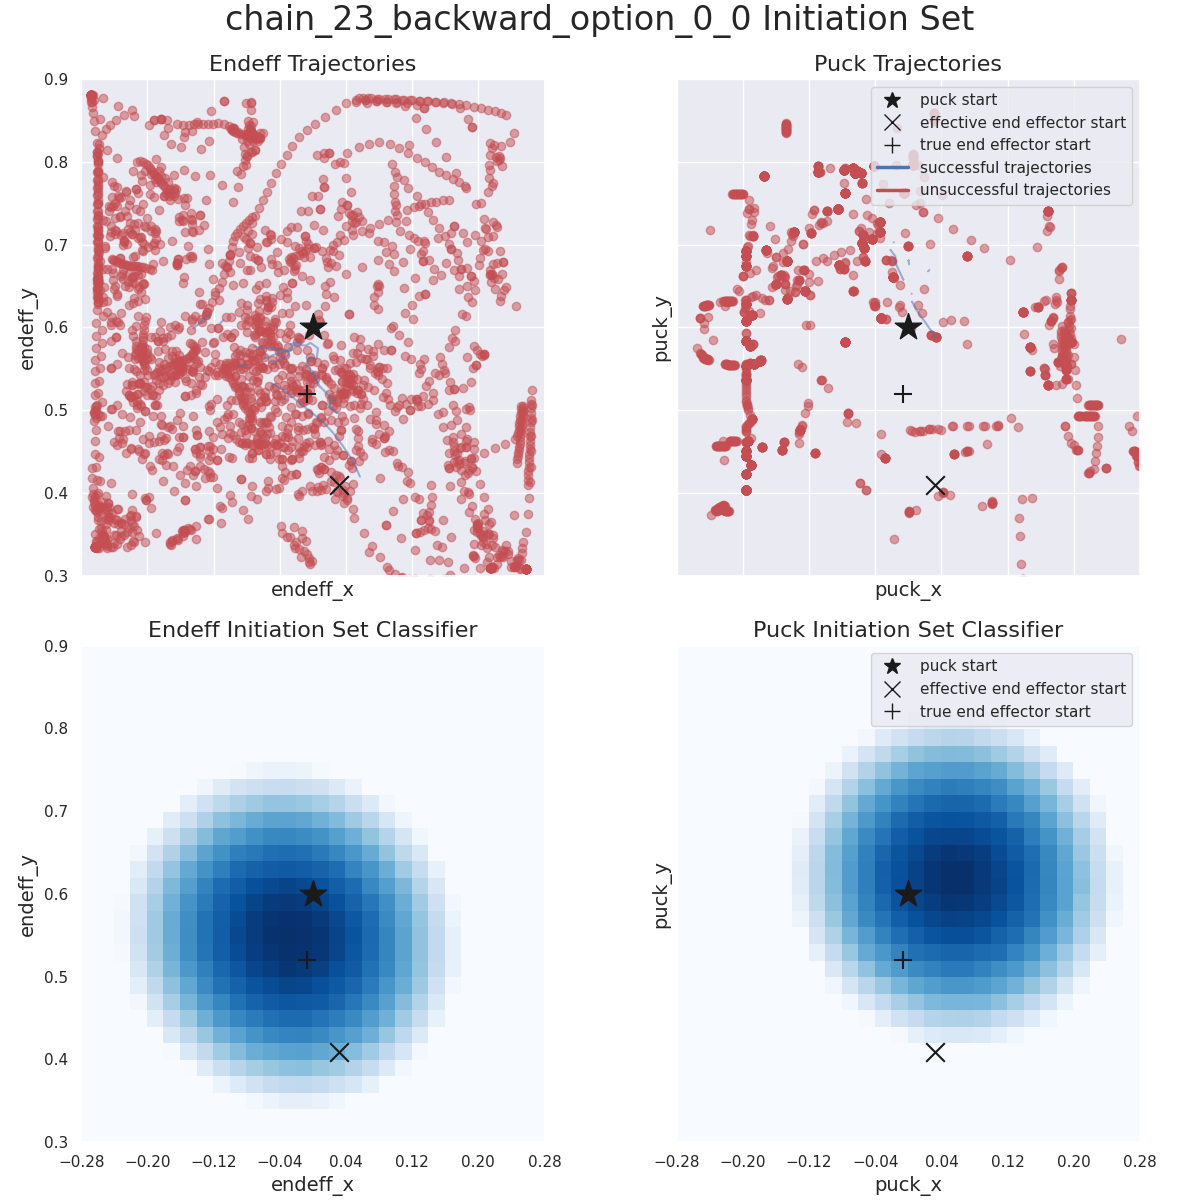 chain_23_backward_option_0_0 Initiation Set
Endeff Trajectories
0.9
0.8
0.7
0.6
0.5
0.4
0.3
endeff_y
endeff_x
Puck Trajectories
puck start
effective end effector start
true end effector start
successful trajectories
unsuccessful trajectories
puck_y
puck_x
Endeff Initiation Set Classifier
0.9
0.8
0.7
0.6
0.5
0.4
0.3
endeff_y
−0.28 −0.20 −0.12 −0.04 0.04 0.12 0.20 0.28
endeff_x
Puck Initiation Set Classifier
puck start
effective end effector start
true end effector start
puck_y
−0.28 −0.20 −0.12 −0.04 0.04 0.12 0.20 0.28
puck_x